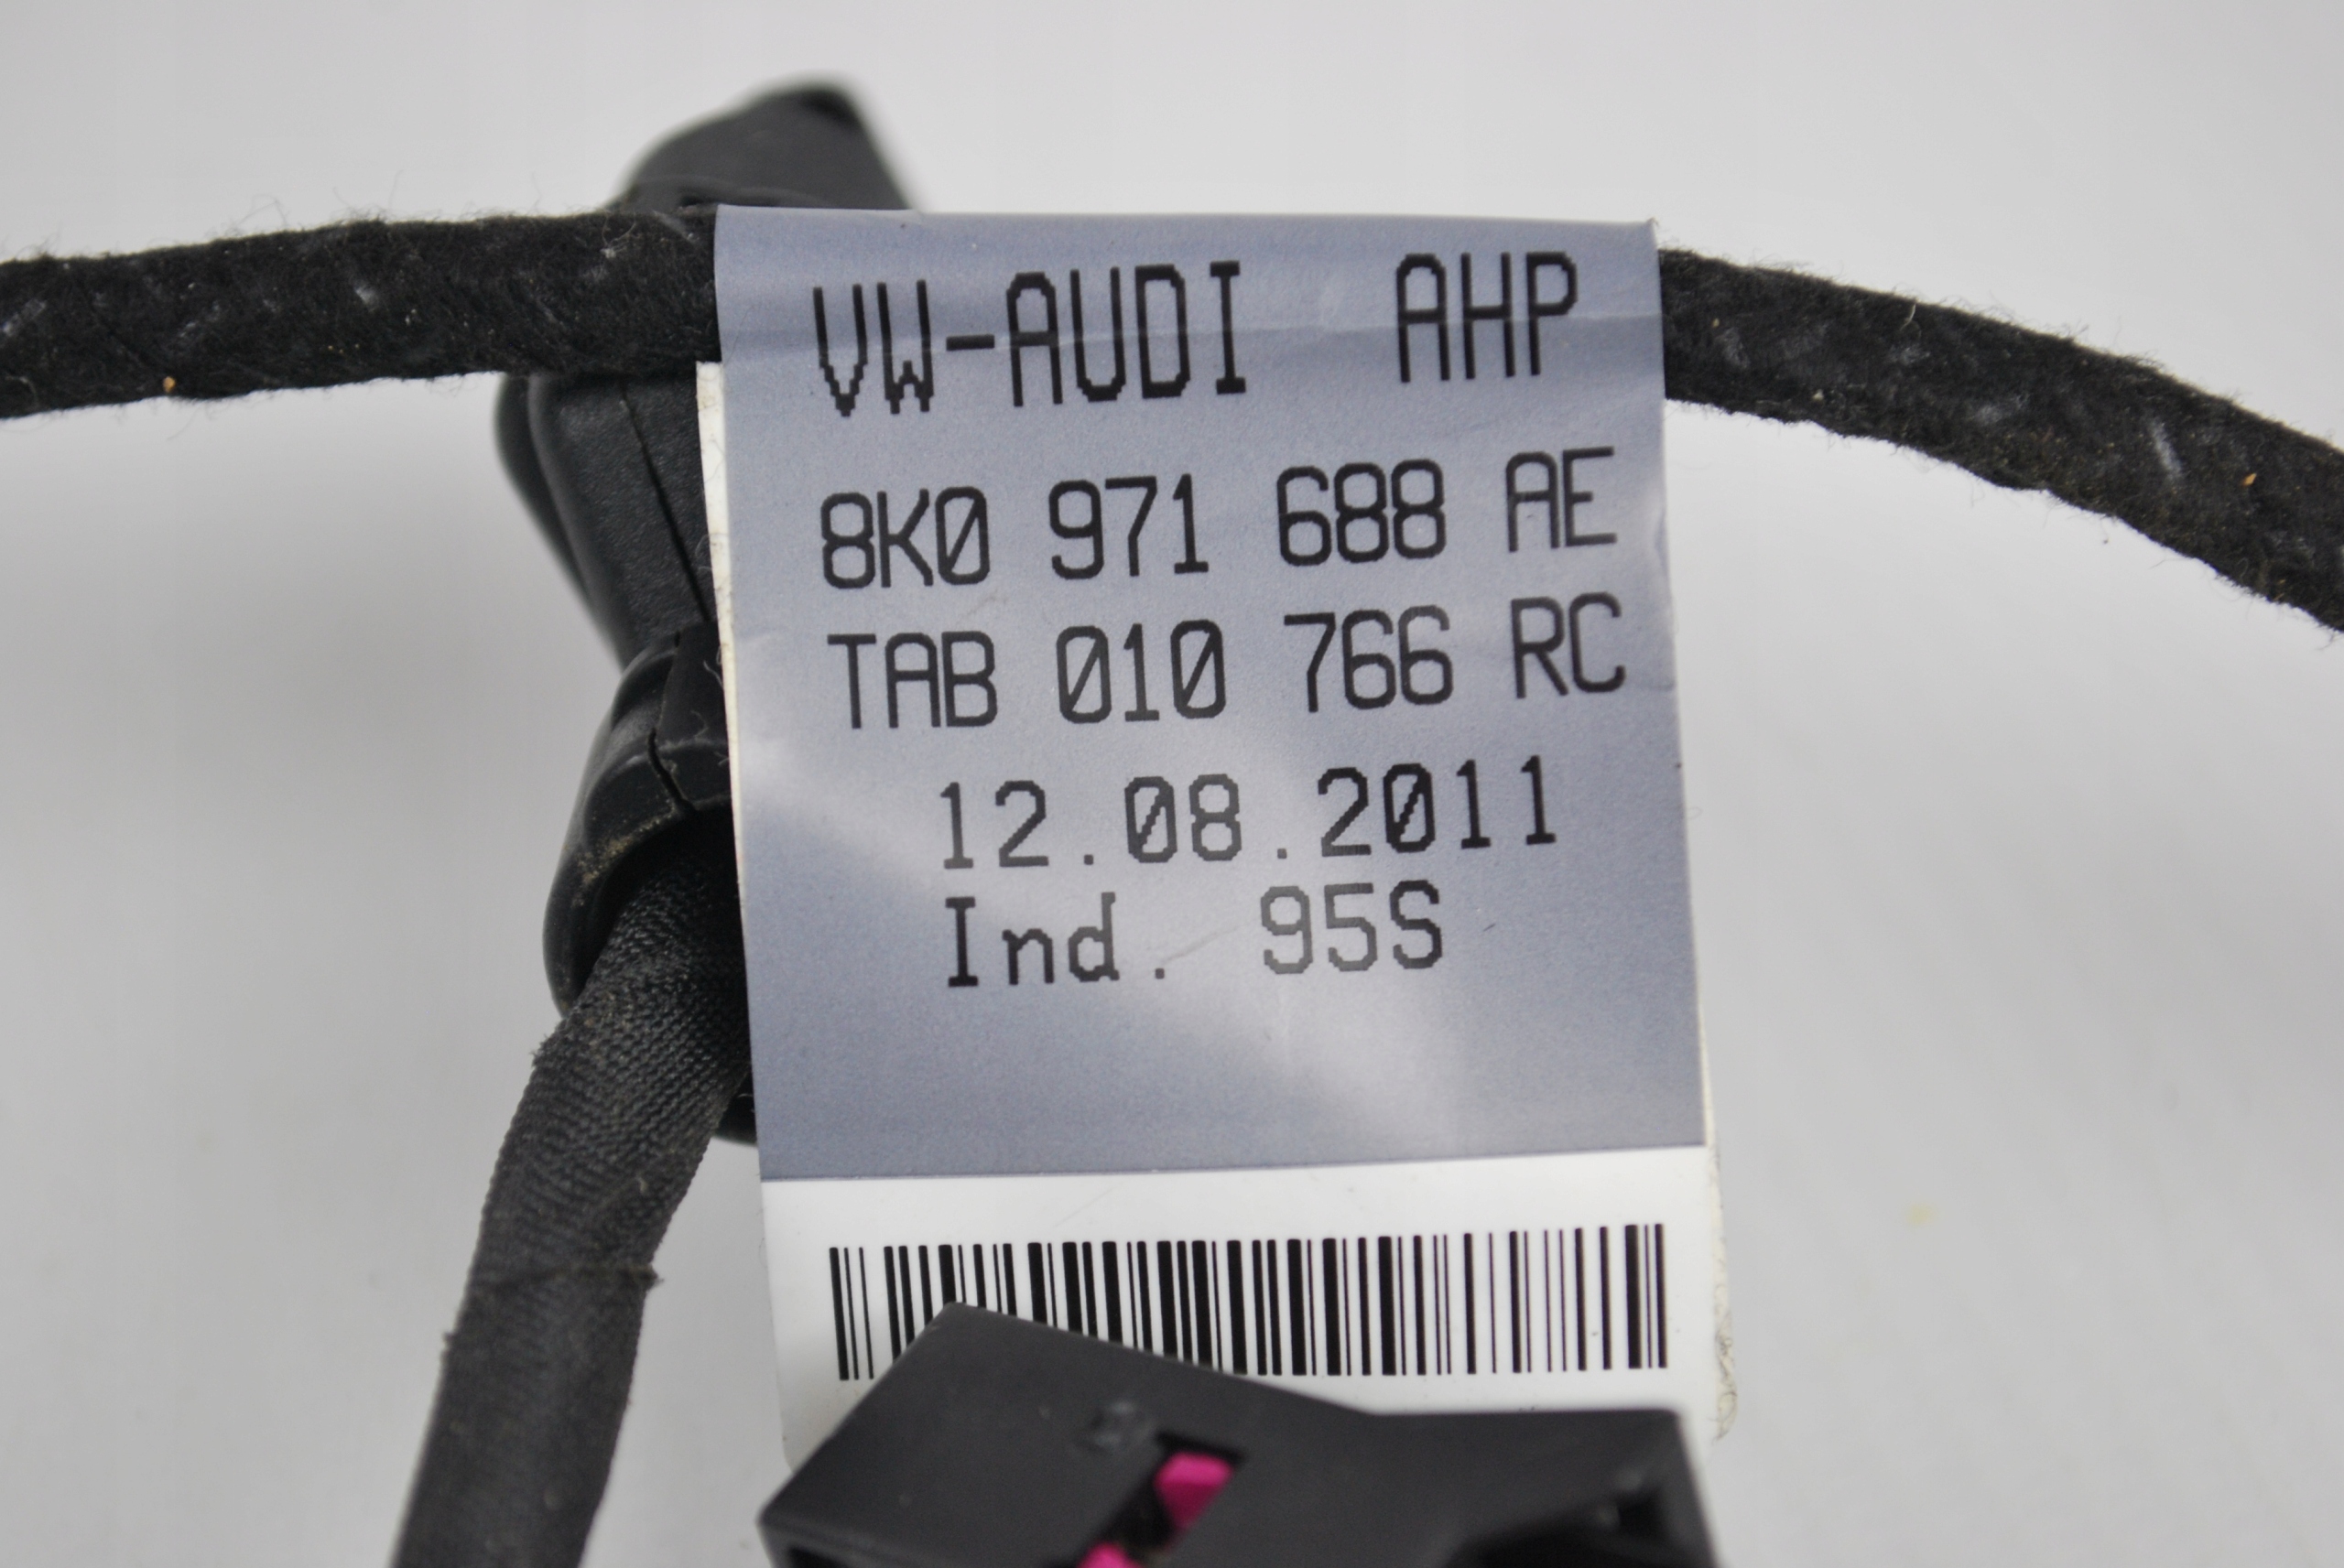 VW-AUDI AHP
8K0 971 688 AE
TAB 010 766 RC
12.08.2011
Ind. 95S